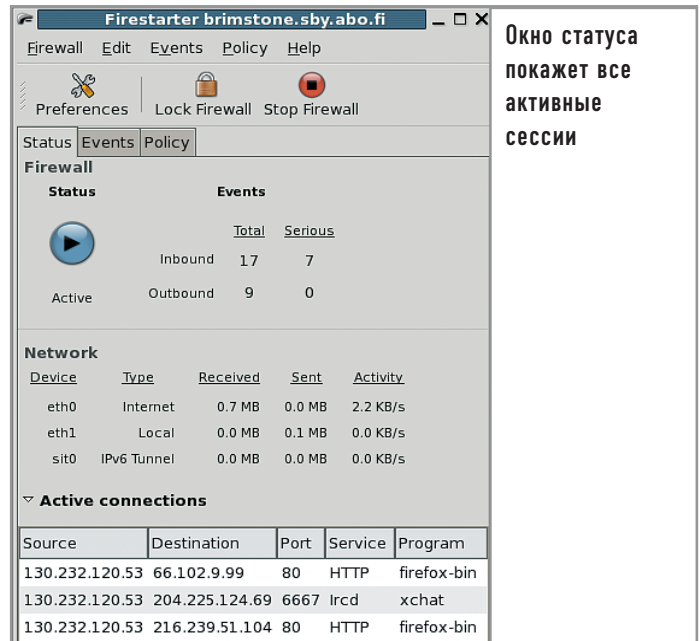 Firestarter brimstone.sby.abo.fi
Firewall Edit Events Policy Help
Preferences Lock Firewall Stop Firewall
Status Events Policy
Firewall
Status Events
Total Serious
Inbound 17 7
Active Outbound 9 0
Network
Device Type Received Sent Activity
eth0 Internet 0.7 MB 0.0 MB 2.2 KB/s
eth1 Local 0.0 MB 0.1 MB 0.0 KB/s
sit0 IPv6 Tunnel 0.0 MB 0.0 MB 0.0 KB/s
Active connections
Source Destination Port Service Program
130.232.120.53 66.102.9.99 80 HTTP firefox-bin
130.232.120.53 204.225.124.69 6667 Ircd xchat
130.232.120.53 216.239.51.104 80 HTTP firefox-bin
Окно статуса
покажет все
активные
сессии